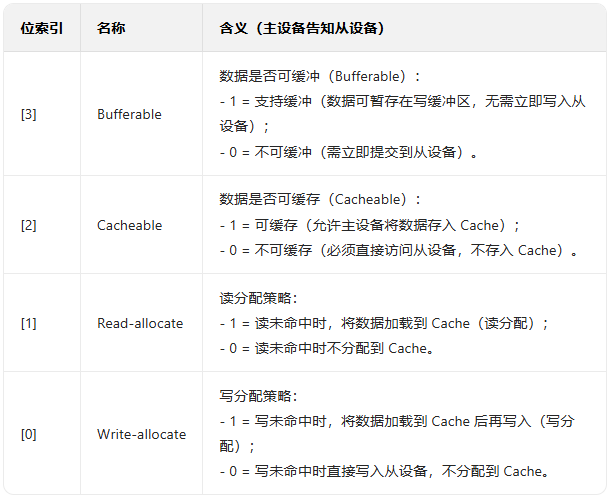 位索引 名称 含义（主设备告知从设备）
[3] Bufferable 数据是否可缓冲（Bufferable）：
- 1 = 支持缓冲（数据可暂存在写缓冲区，无需立即写入从
设备）；
- 0 = 不可缓冲（需立即提交到从设备）。
[2] Cacheable 数据是否可缓存（Cacheable）：
- 1 = 可缓存（允许主设备将数据存入 Cache）；
- 0 = 不可缓存（必须直接访问从设备，不存入 Cache）。
[1] Read-allocate 读分配策略：
- 1 = 读未命中时，将数据加载到 Cache（读分配）；
- 0 = 读未命中时不分配到 Cache。
[0] Write-allocate 写分配策略：
- 1 = 写未命中时，将数据加载到 Cache 后再写入（写分
配）；
- 0 = 写未命中时直接写入从设备，不分配到 Cache。